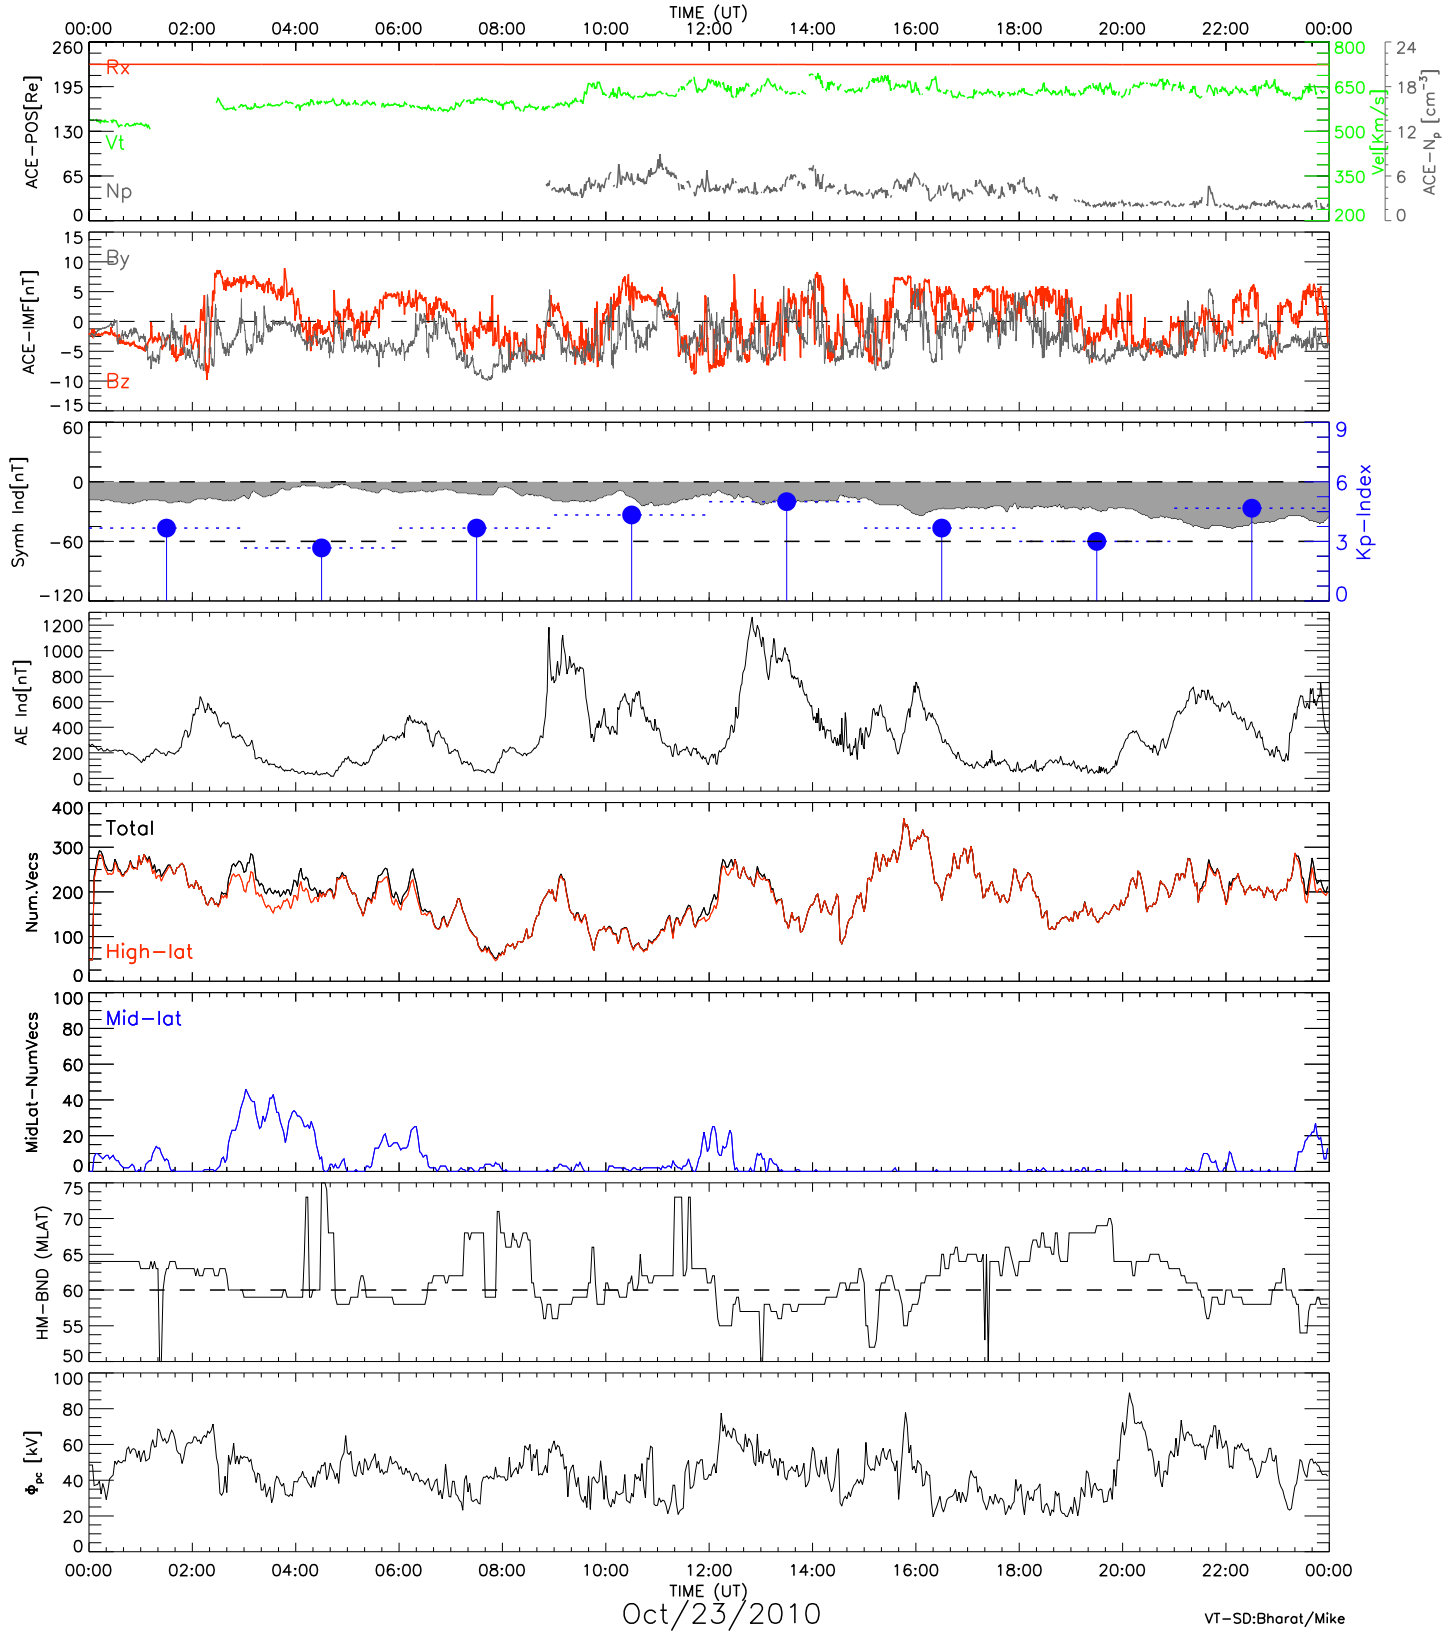 TIME (UT)
00:00 02:00 04:00 06:00 08:00 10:00 12:00 14:00 16:00 18:00 20:00 22:00 00:00
ACE-POS[Re]
260
195
130
65
0
Rx
Vt
Np
800
650
500
350
200
Vel[Km/s]
24
18
12
6
0
ACE-Np [cm-3]
ACE-IMF[nT]
15
10
5
0
-5
-10
-15
By
Bz
Symh Ind[nT]
60
0
-60
-120
9
6
3
0
Kp-Index
AE Ind[nT]
1200
1000
800
600
400
200
0
Num.Vecs
400
300
200
100
0
Total
High-lat
MidLat-NumVecs
100
80
60
40
20
0
Mid-lat
HM-BND (MLAT)
75
70
65
60
55
50
Φpc [kV]
100
80
60
40
20
0
00:00 02:00 04:00 06:00 08:00 10:00 12:00 14:00 16:00 18:00 20:00 22:00 00:00
TIME (UT)
Oct/23/2010
VT-SD:Bharat/Mike